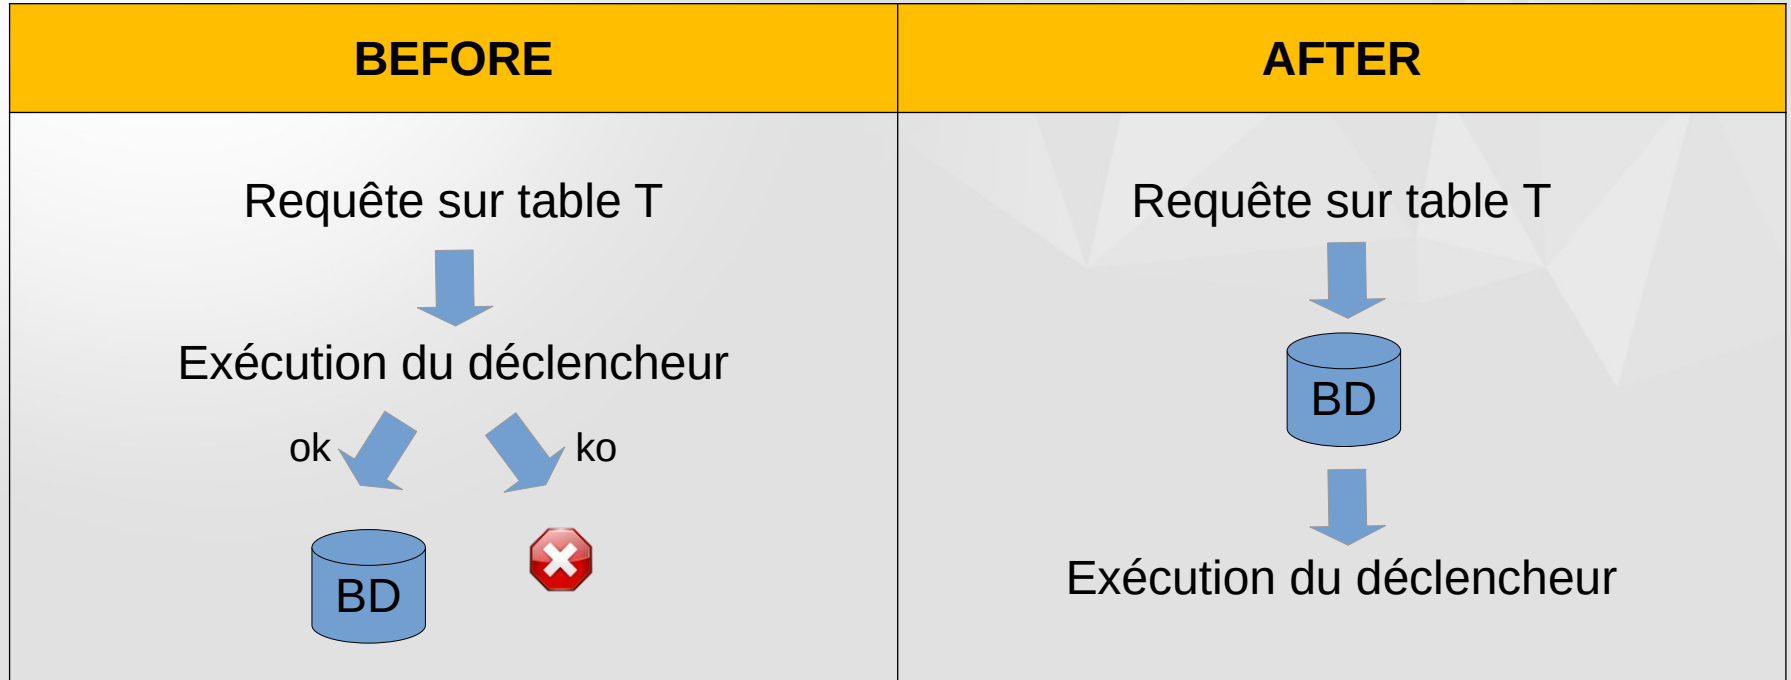 BEFORE
AFTER
Requête sur table T
Exécution du déclencheur
ok
ko
BD
Requête sur table T
BD
Exécution du déclencheur